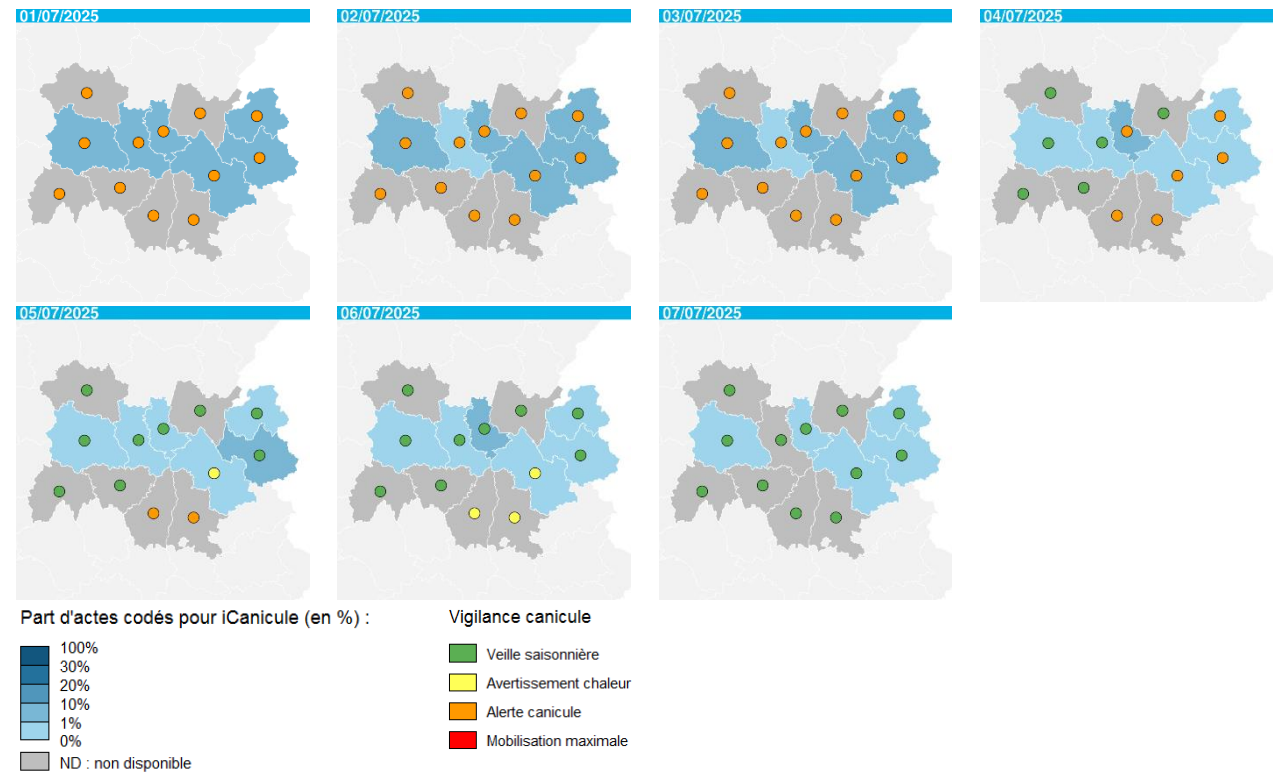 01/07/2025
02/07/2025
03/07/2025
04/07/2025
05/07/2025
06/07/2025
07/07/2025
Part d'actes codés pour iCanicule (en %) :
100%
30%
20%
10%
1%
0%
ND : non disponible
Vigilance canicule
Veille saisonnière
Avertissement chaleur
Alerte canicule
Mobilisation maximale